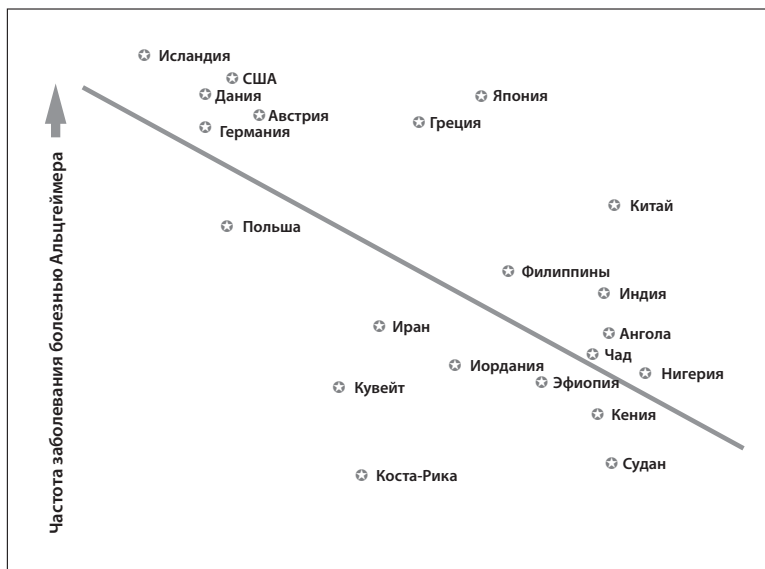 Исландия
США
Дания
Япония
Австрия
Греция
Германия
Китай
Польша
Филиппины
Индия
Иран
Ангола
Чад
Иордания
Нигерия
Эфиопия
Кувейт
Кения
Судан
Коста-Рика
Частота заболевания болезнью Альцгеймера